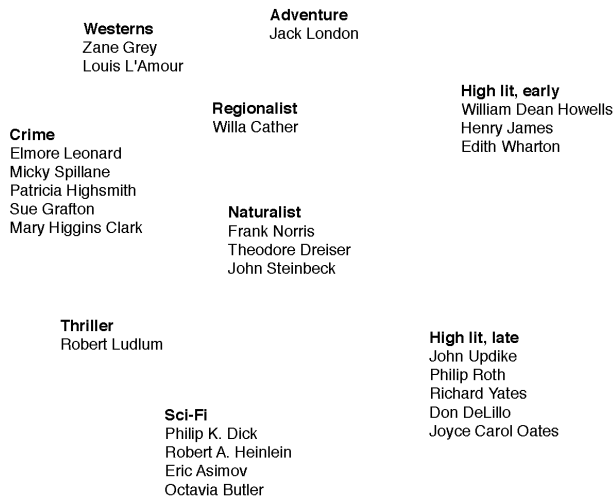 Adventure
Jack London
Westerns
Zane Grey
Louis L'Amour
High lit, early
William Dean Howells
Henry James
Edith Wharton
Regionalist
Willa Cather
Crime
Elmore Leonard
Micky Spillane
Patricia Highsmith
Sue Grafton
Mary Higgins Clark
Naturalist
Frank Norris
Theodore Dreiser
John Steinbeck
Thriller
Robert Ludlum
High lit, late
John Updike
Philip Roth
Richard Yates
Don DeLillo
Joyce Carol Oates
Sci-Fi
Philip K. Dick
Robert A. Heinlein
Eric Asimov
Octavia Butler